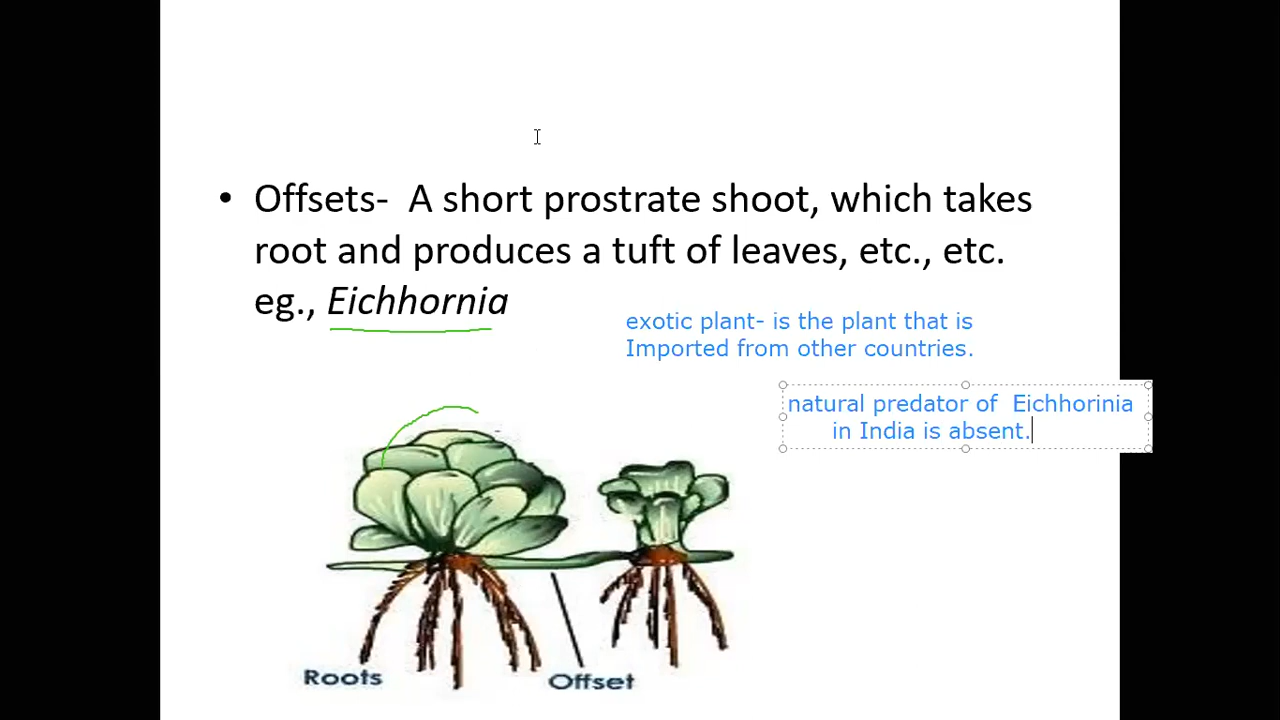 • Offsets- A short prostrate shoot, which takes
root and produces a tuft of leaves, etc., etc.
eg., Eichhornia
exotic plant- is the plant that is
Imported from other countries.
natural predator of Eichhorinia
in India is absent.
Roots
Offset